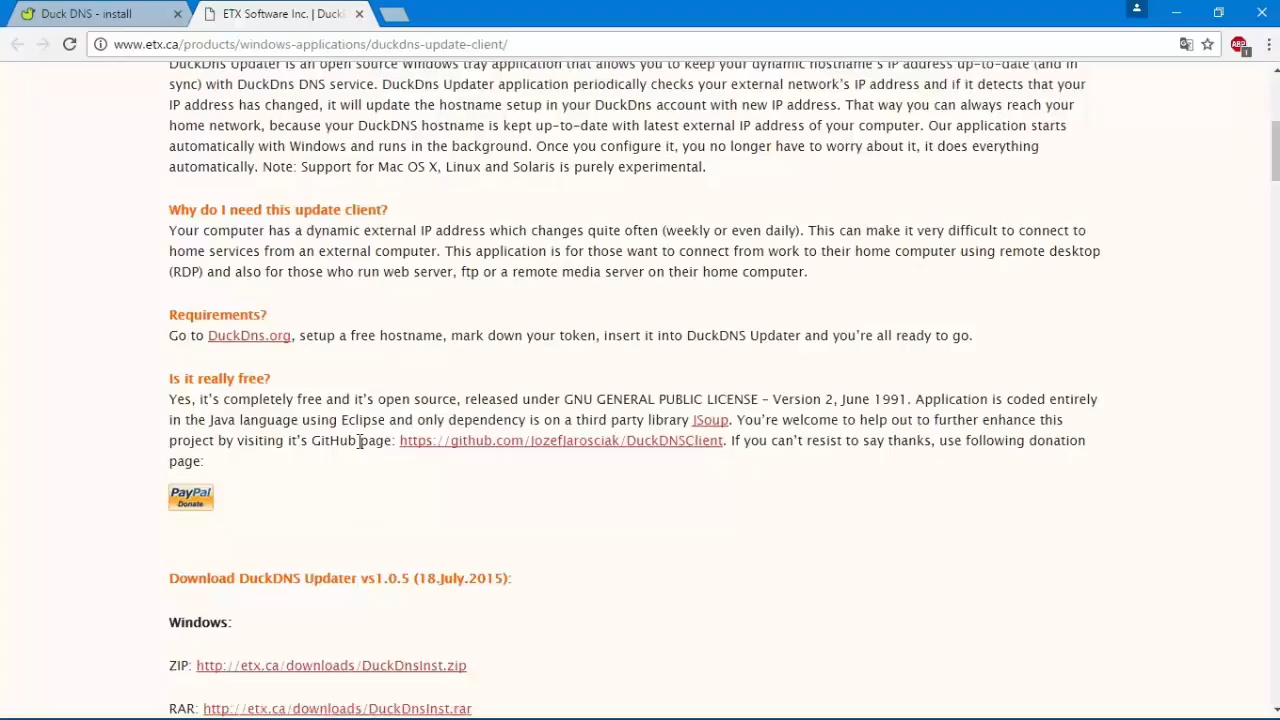 Duck DNS - install
ETX Software Inc. | Duck
www.etx.ca/products/windows-applications/duckdns-update-client/
ABP
1
DuckDns Updater is an open source Windows tray application that allows you to keep your dynamic hostname's IP address up-to-date (and in
sync) with DuckDns DNS service. DuckDns Updater application periodically checks your external network's IP address and if it detects that your
IP address has changed, it will update the hostname setup in your DuckDns account with new IP address. That way you can always reach your
home network, because your DuckDNS hostname is kept up-to-date with latest external IP address of your computer. Our application starts
automatically with Windows and runs in the background. Once you configure it, you no longer have to worry about it, it does everything
automatically. Note: Support for Mac OS X, Linux and Solaris is purely experimental.
Why do I need this update client?
Your computer has a dynamic external IP address which changes quite often (weekly or even daily). This can make it very difficult to connect to
home services from an external computer. This application is for those want to connect from work to their home computer using remote desktop
(RDP) and also for those who run web server, ftp or a remote media server on their home computer.
Requirements?
Go to DuckDns.org, setup a free hostname, mark down your token, insert it into DuckDNS Updater and you're all ready to go.
Is it really free?
Yes, it's completely free and it's open source, released under GNU GENERAL PUBLIC LICENSE – Version 2, June 1991. Application is coded entirely
in the Java language using Eclipse and only dependency is on a third party library JSoup. You're welcome to help out to further enhance this
project by visiting it's GitHub page: https://github.com/JozefJarosciak/DuckDNSClient. If you can't resist to say thanks, use following donation
page:
PayPal
Donate
Download DuckDNS Updater vs1.0.5 (18.July.2015):
Windows:
ZIP: http://etx.ca/downloads/DuckDnsInst.zip
RAR: http://etx.ca/downloads/DuckDnsInst.rar